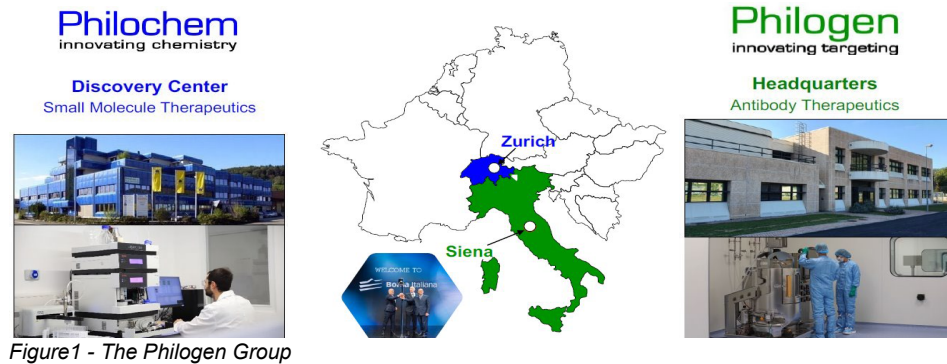 Philochem
innovating chemistry
Discovery Center
Small Molecule Therapeutics
Zurich
Siena
WELCOME TO
Borsa Italiana
Philogen
innovating targeting
Headquarters
Antibody Therapeutics
Figure1 - The Philogen Group